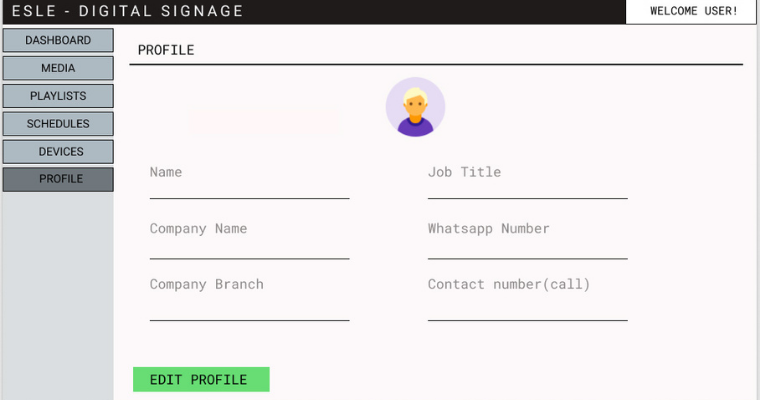 ESLE - DIGITAL SIGNAGE
WELCOME USER!
DASHBOARD
MEDIA
PLAYLISTS
SCHEDULES
DEVICES
PROFILE
PROFILE
Name
Job Title
Company Name
Whatsapp Number
Company Branch
Contact number(call)
EDIT PROFILE